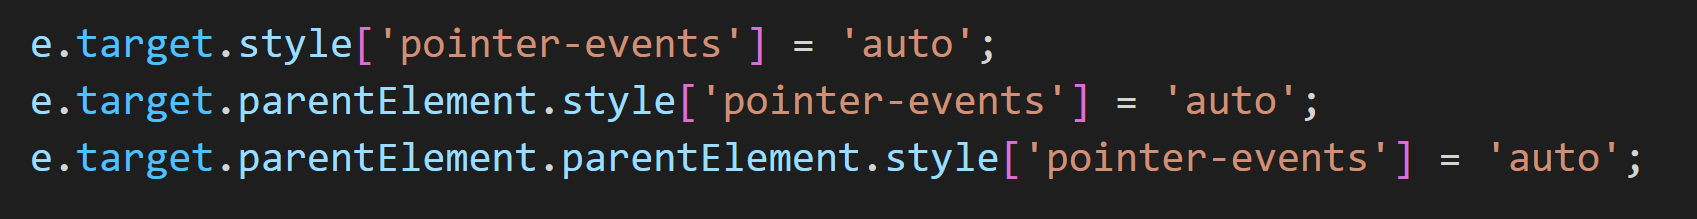 e.target.style['pointer-events'] = 'auto';
e.target.parentElement.style['pointer-events'] = 'auto';
e.target.parentElement.parentElement.style['pointer-events'] = 'auto';